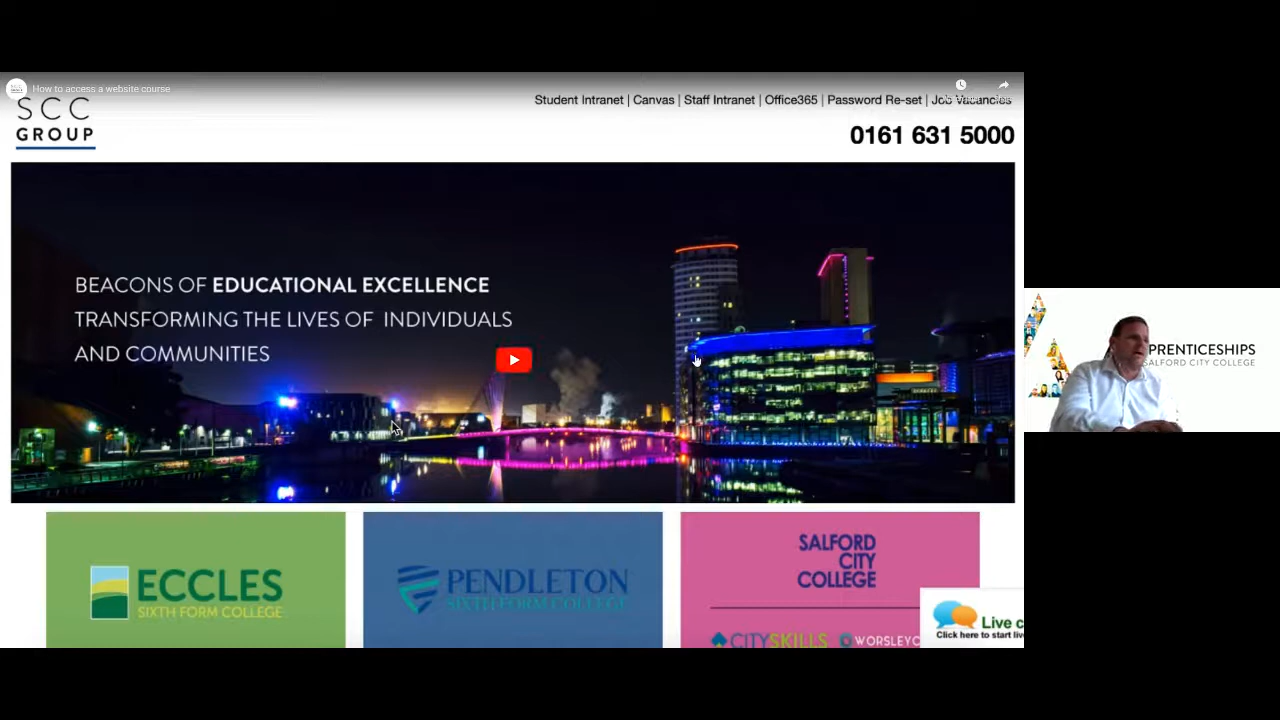 How to access a website course
SCC
GROUP
Student Intranet | Canvas | Staff Intranet | Office365 | Password Re-set | Job Vacancies
0161 631 5000
BEACONS OF EDUCATIONAL EXCELLENCE
TRANSFORMING THE LIVES OF INDIVIDUALS
AND COMMUNITIES
PRENTICESHIPS
SALFORD CITY COLLEGE
ECCLES
SIXTH FORM COLLEGE
PENDLETON
SIXTH FORM COLLEGE
SALFORD
CITY
COLLEGE
CITYSKILLS
WORSLEYC
Live c
Click here to start live